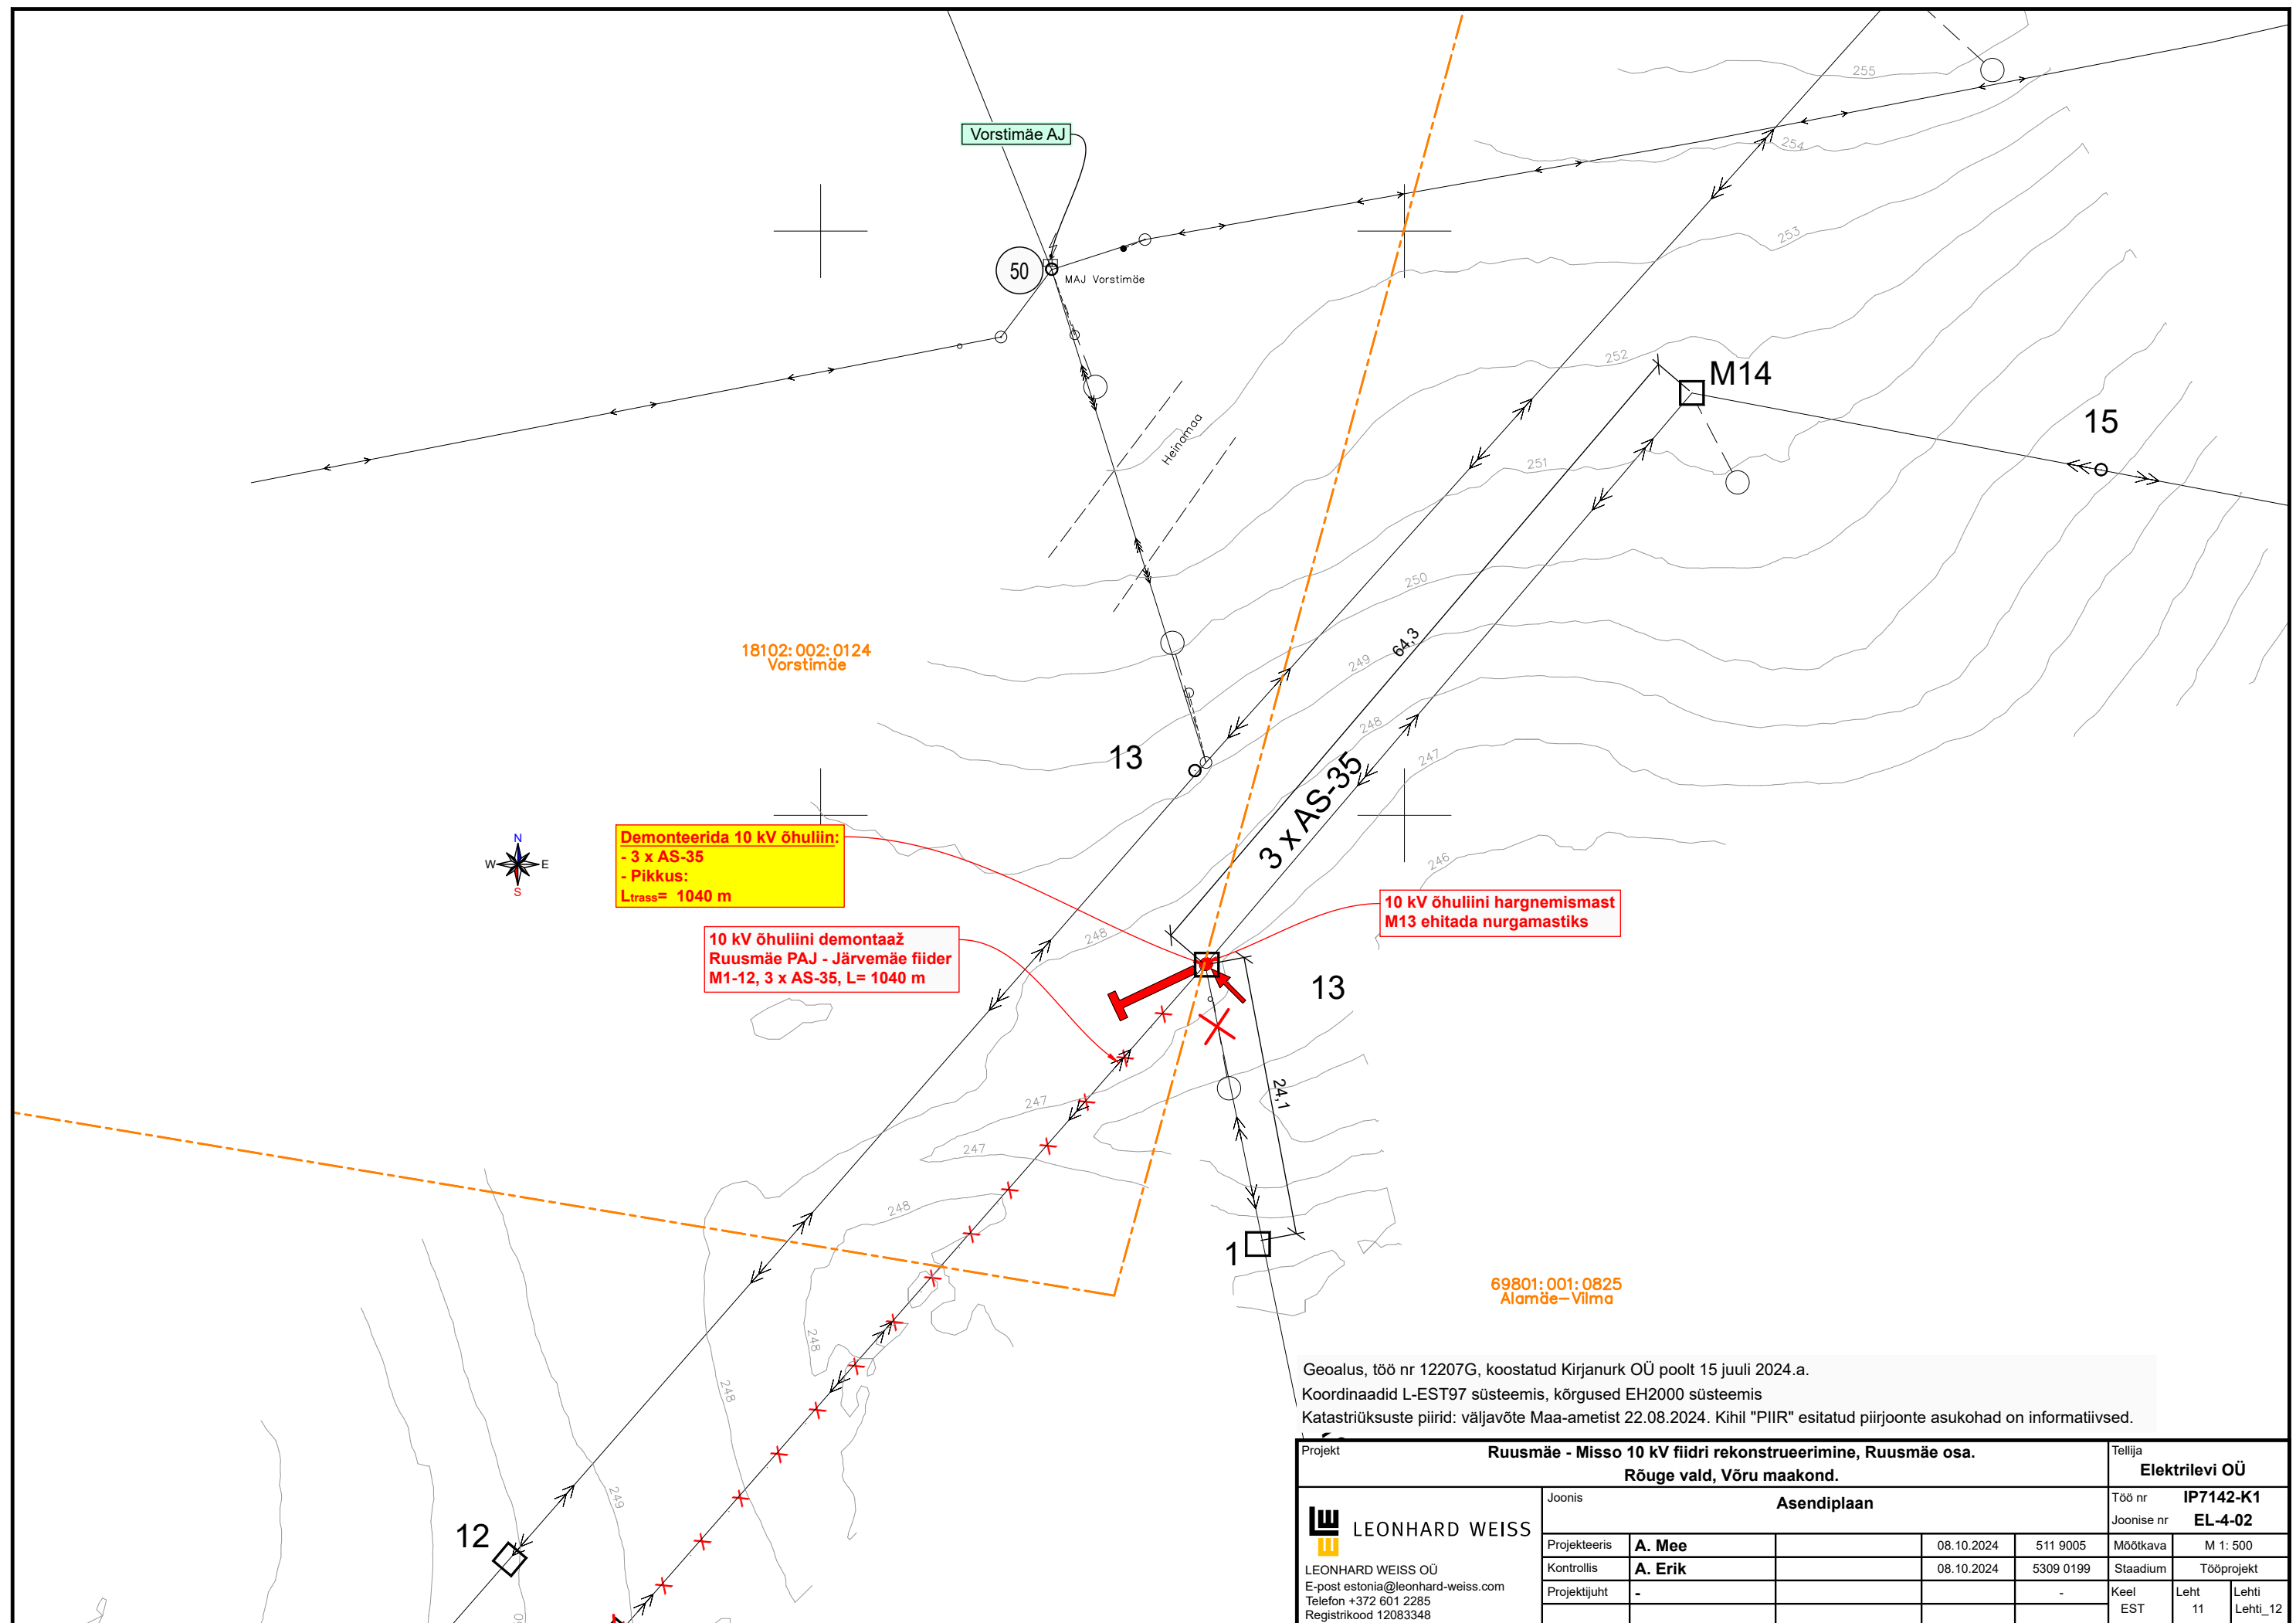 255
254
Vorstimäe AJ
253
50
MAJ Vorstimäe
252
M14
15
Heinamaa
251
250
18102:002:0124
Vorstimäe
64,3
249
248
13
247
3 x AS-35
246
N
W
E
S
Demonteerida 10 kV õhuliin:
- 3 x AS-35
- Pikkus:
Ltrass= 1040 m
10 kV õhuliini hargnemismast
M13 ehitada nurgamastiks
248
10 kV õhuliini demontaaž
Ruusmäe PAJ - Järvemäe fiider
M1-12, 3 x AS-35, L= 1040 m
13
24,1
247
247
248
1
69801:001:0825
Alamäe-Vilma
248
248
249
12
Geoalus, töö nr 12207G, koostatud Kirjanurk OÜ poolt 15 juuli 2024.a.
Koordinaadid L-EST97 süsteemis, kõrgused EH2000 süsteemis
Katastriüksuste piirid: väljavõte Maa-ametist 22.08.2024. Kihil "PIIR" esitatud piirjoonte asukohad on informatiivsed.
Projekt
Ruusmäe - Misso 10 kV fiidri rekonstrueerimine, Ruusmäe osa.
Rõuge vald, Võru maakond.
Tellija
Elektrilevi OÜ
LEONHARD WEISS
LEONHARD WEISS OÜ
E-post estonia@leonhard-weiss.com
Telefon +372 601 2285
Registrikood 12083348
Joonis
Asendiplaan
Töö nr IP7142-K1
Joonise nr EL-4-02
Projekteeris A. Mee 08.10.2024 511 9005 Mõõtkava M 1: 500
Kontrollis A. Erik 08.10.2024 5309 0199 Staadium Tööprojekt
Projektijuht - - Keel Leht Lehti
EST 11 Lehti_12